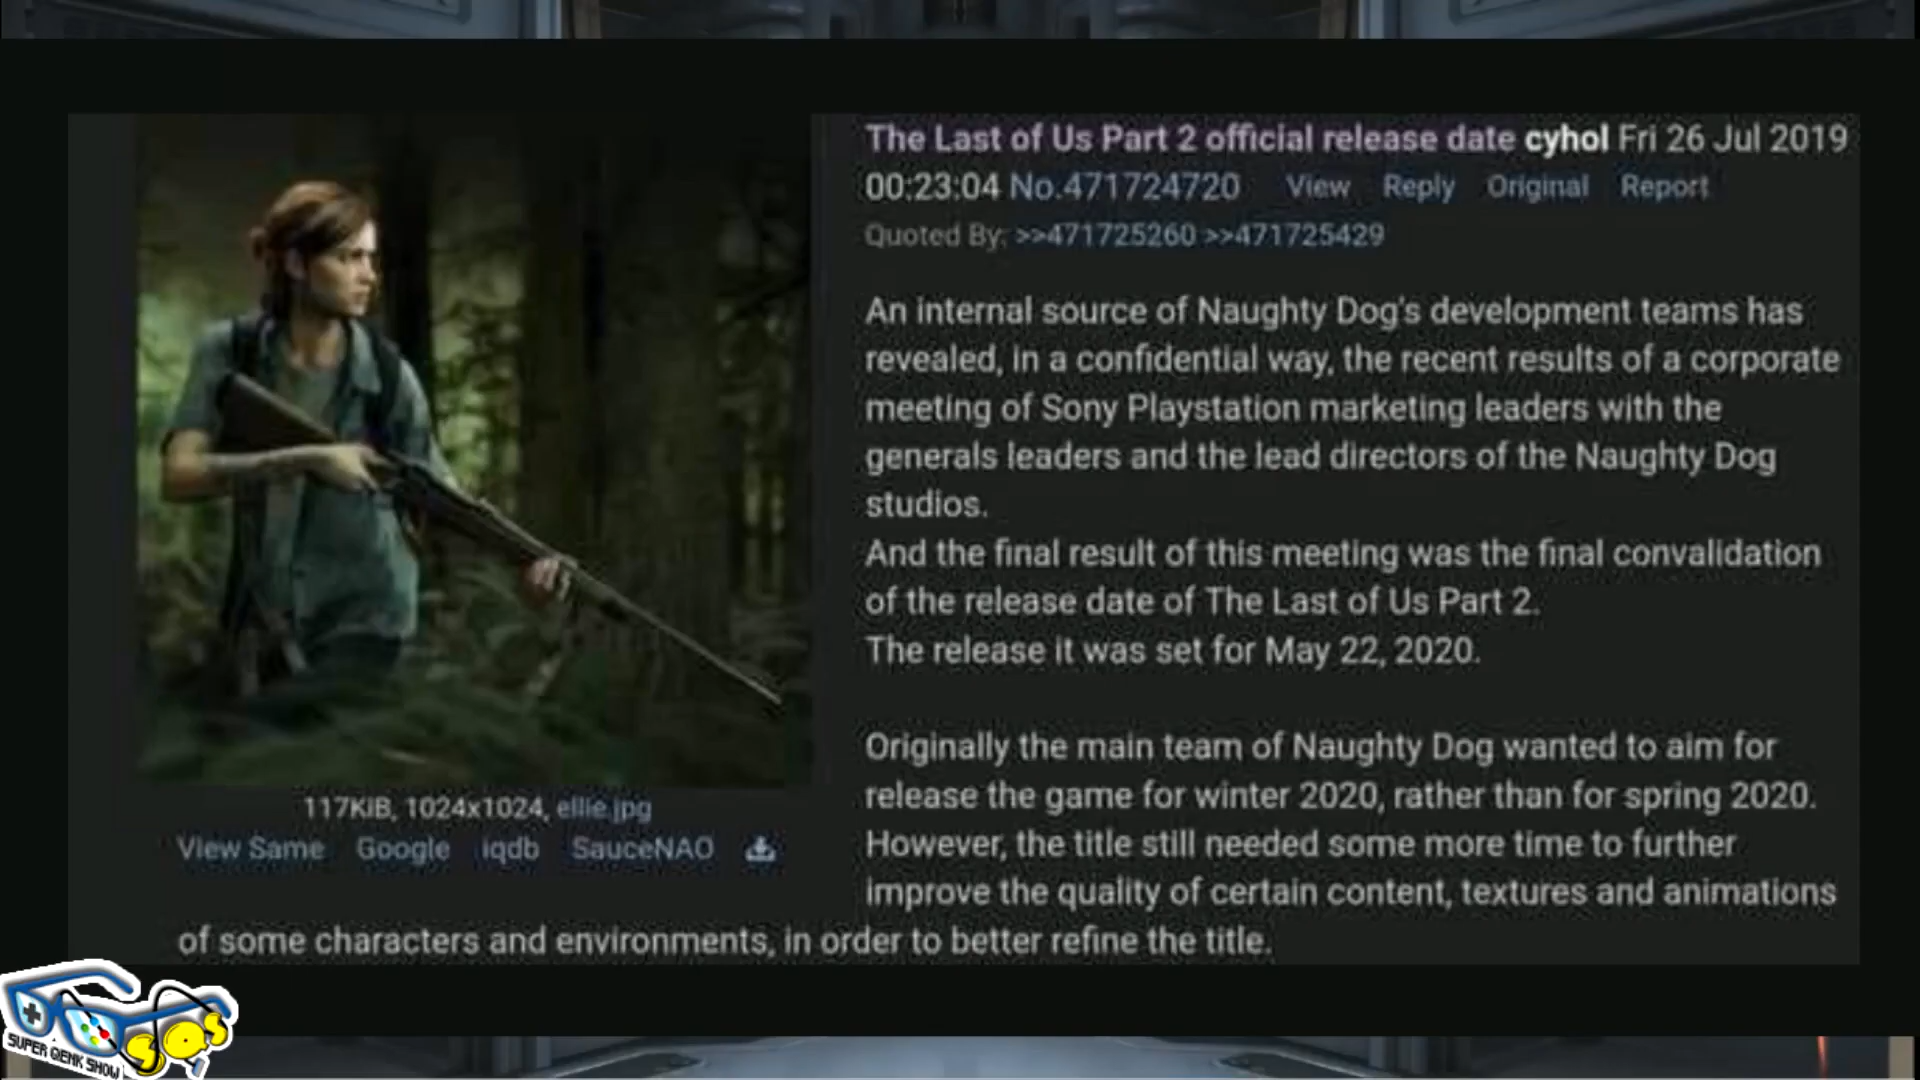 The Last of Us Part 2 official release date cyhol Fri 26 Jul 2019
00:23:04 No.471724720 View Reply Original Report
Quoted By: >>471725260 >>471725429
An internal source of Naughty Dog's development teams has
revealed, in a confidential way, the recent results of a corporate
meeting of Sony Playstation marketing leaders with the
generals leaders and the lead directors of the Naughty Dog
studios.
And the final result of this meeting was the final convalidation
of the release date of The Last of Us Part 2.
The release it was set for May 22, 2020.
Originally the main team of Naughty Dog wanted to aim for
release the game for winter 2020, rather than for spring 2020.
However, the title still needed some more time to further
improve the quality of certain content, textures and animations
of some characters and environments, in order to better refine the title.
117KiB, 1024x1024, ellie.jpg
View Same Google iqdb SauceNAO
SQS
SUPER QENK SHOW